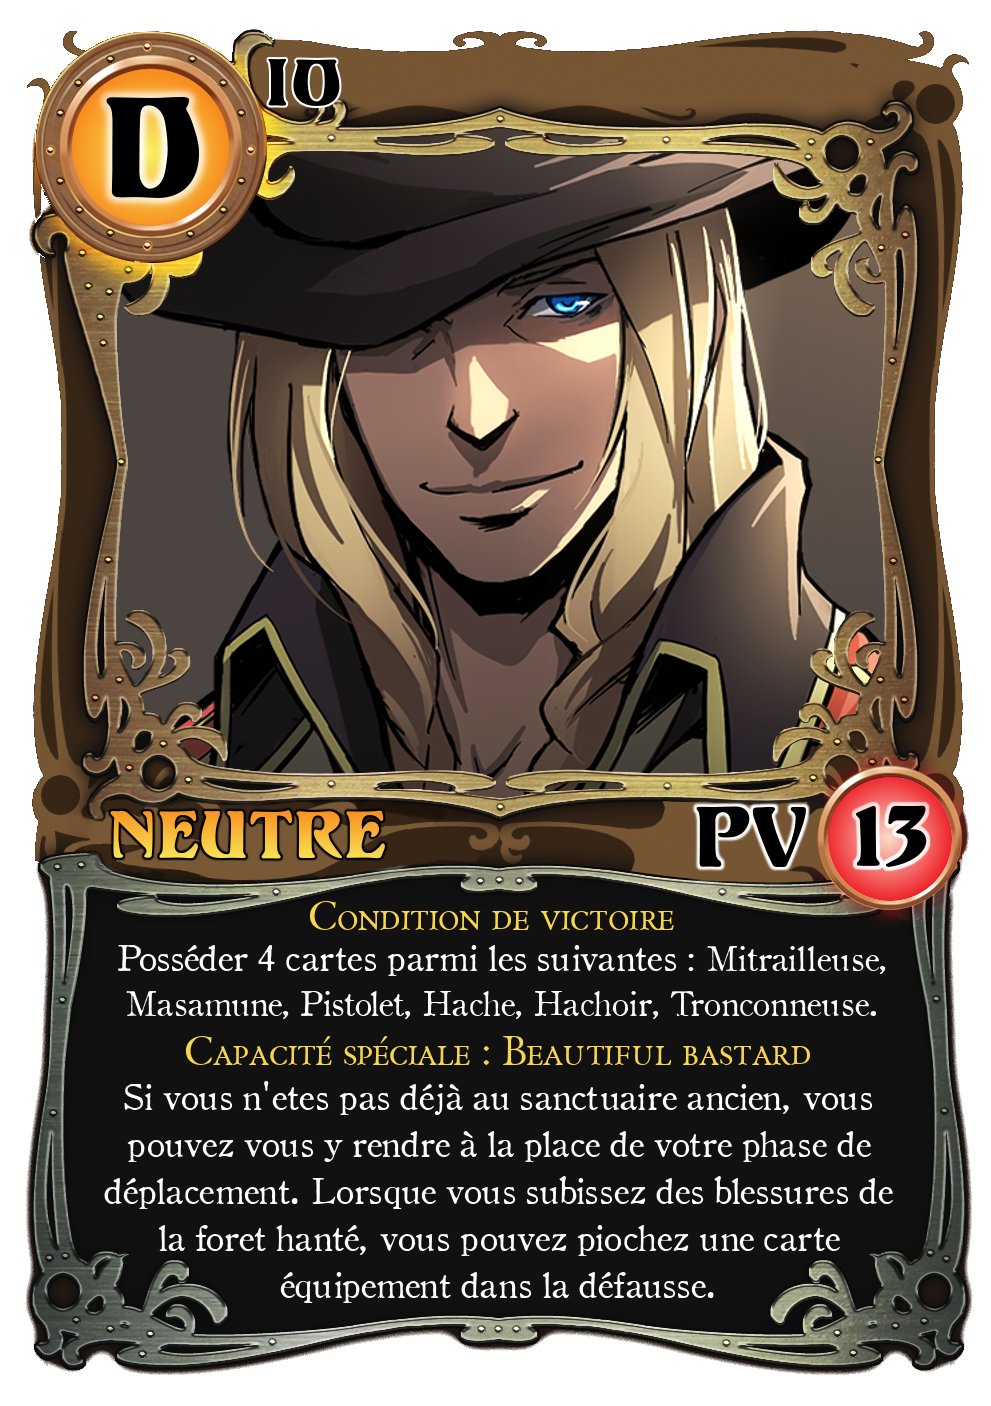 D
IO
NEUTRE
PV 13
Condition de victoire
Posséder 4 cartes parmi les suivantes : Mitrailleuse,
Masamune, Pistolet, Hache, Hachoir, Tronconneuse.
Capacité spéciale : Beautiful bastard
Si vous n'etes pas déjà au sanctuaire ancien, vous
pouvez vous y rendre à la place de votre phase de
déplacement. Lorsque vous subissez des blessures de
la foret hanté, vous pouvez piochez une carte
équipement dans la défausse.